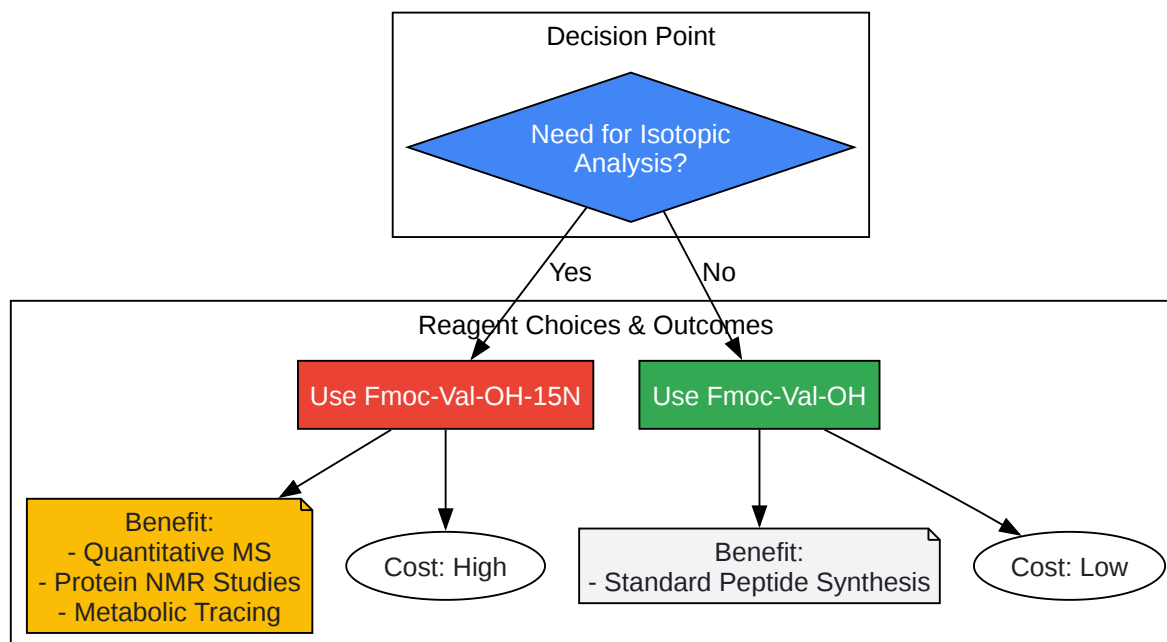 Decision Point
Need for Isotopic
Analysis?
Yes
No
Reagent Choices & Outcomes
Use Fmoc-Val-OH-15N
Use Fmoc-Val-OH
Benefit:
- Quantitative MS
- Protein NMR Studies
- Metabolic Tracing
Cost: High
Benefit:
- Standard Peptide Synthesis
Cost: Low